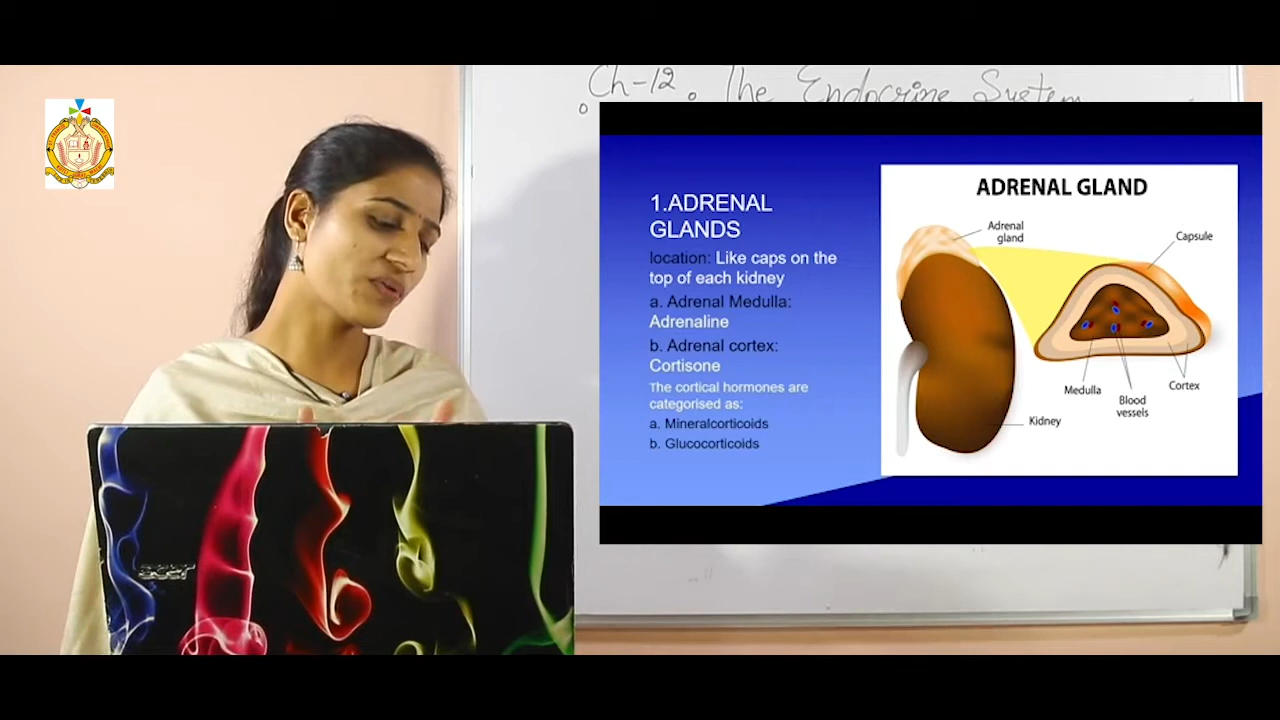 Ch-12 The Endocrine System
1.ADRENAL
GLANDS
location: Like caps on the
top of each kidney
a. Adrenal Medulla:
Adrenaline
b. Adrenal cortex:
Cortisone
The cortical hormones are
categorised as:
a. Mineralcorticoids
b. Glucocorticoids
ADRENAL GLAND
Adrenal
gland
Capsule
Medulla
Blood
vessels
Cortex
Kidney
acer